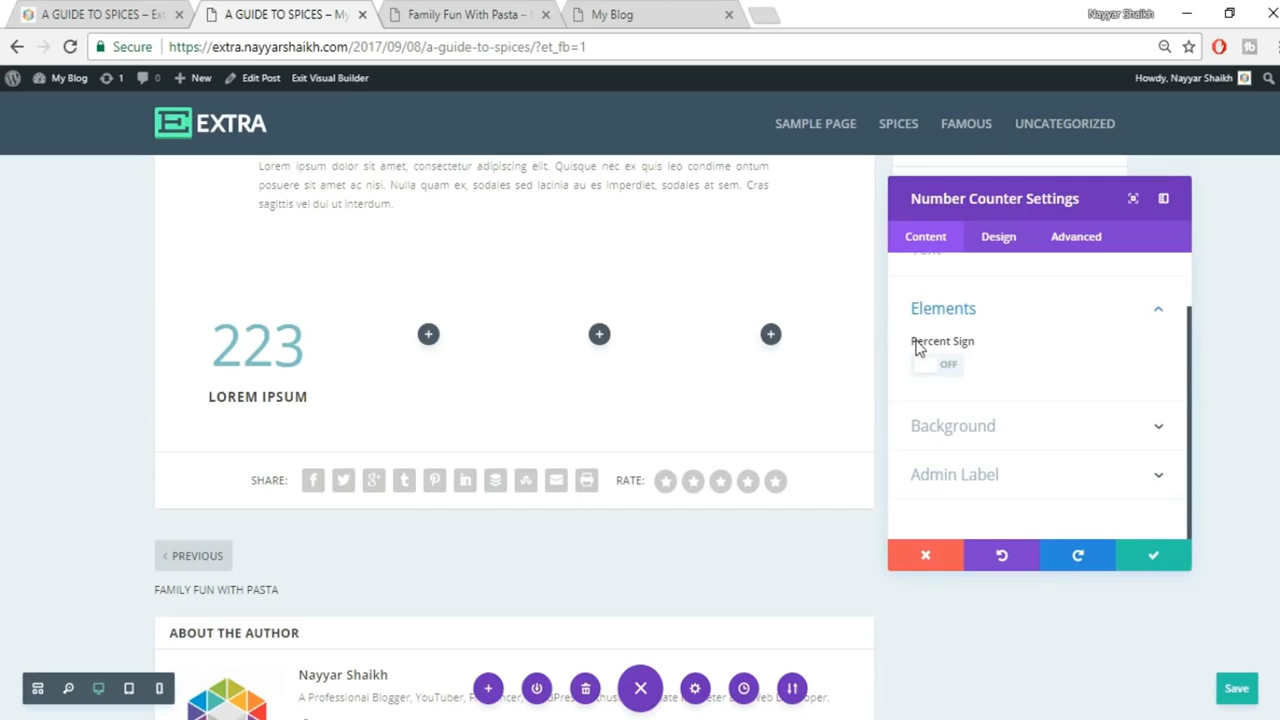 A GUIDE TO SPICES – Ex
A GUIDE TO SPICES – My
Family Fun With Pasta –
My Blog
Nayyar Shaikh
Secure
https://extra.nayyarshaikh.com/2017/09/08/a-guide-to-spices/?et_fb=1
My Blog 1 0 New Edit Post Exit Visual Builder
Howdy, Nayyar Shaikh
EXTRA
SAMPLE PAGE SPICES FAMOUS UNCATEGORIZED
Lorem ipsum dolor sit amet, consectetur adipiscing elit. Quisque nec ex quis leo condime ontum
posuere sit amet ac nisi. Nulla quam ex, sodales sed lacinia au es imperdiet, sodales at sem. Cras
sagittis vel dui ut interdum.
Number Counter Settings
Content Design Advanced
Text
Elements
Percent Sign
OFF
Background
Admin Label
223
LOREM IPSUM
SHARE:
RATE:
PREVIOUS
FAMILY FUN WITH PASTA
ABOUT THE AUTHOR
Nayyar Shaikh
A Professional Blogger, YouTuber,
Save